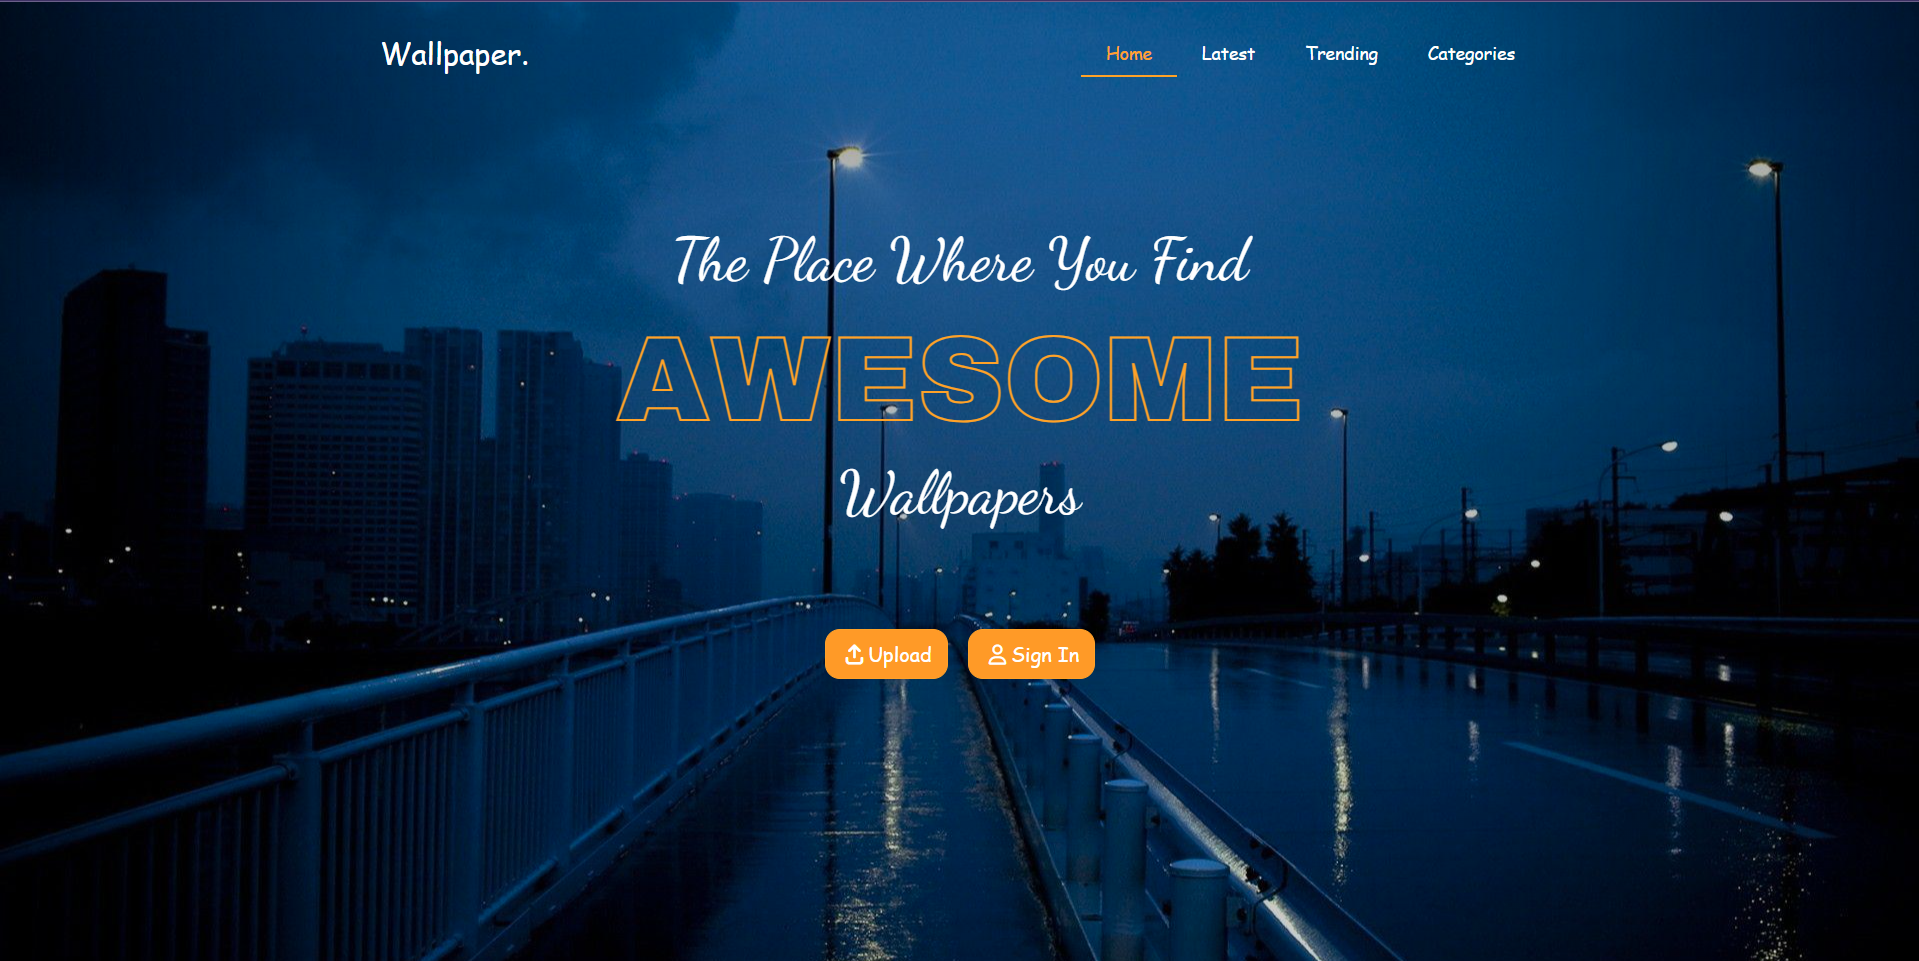 Wallpaper.
Home Latest Trending Categories
The Place Where You Find
AWESOME
Wallpapers
Upload Sign In